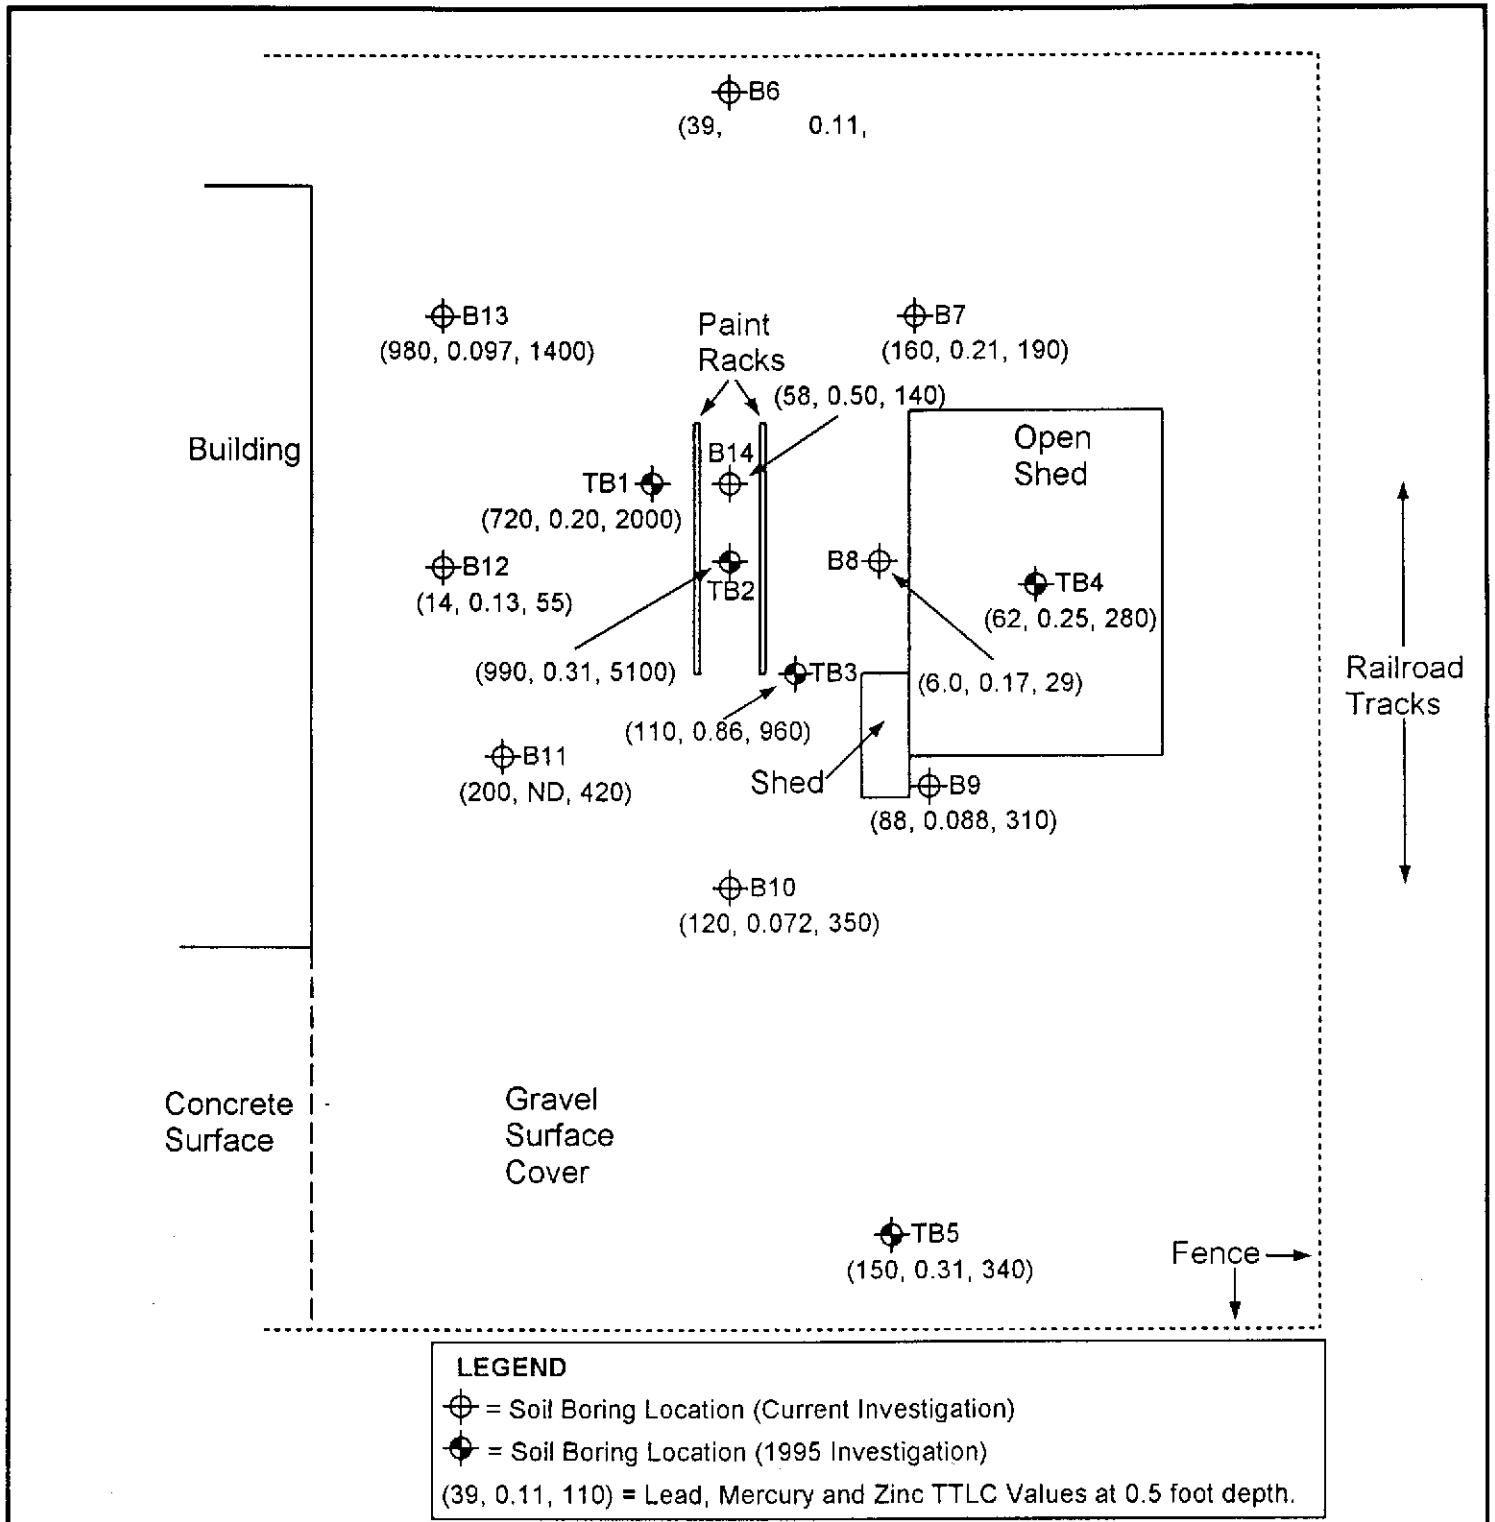 B6
(39, 0.11,
B13
(980, 0.097, 1400)
Paint
Racks
B7
(160, 0.21, 190)
(58, 0.50, 140)
Building
B14
Open
Shed
TB1
(720, 0.20, 2000)
B12
(14, 0.13, 55)
TB2
B8
TB4
(62, 0.25, 280)
(990, 0.31, 5100)
TB3
(6.0, 0.17, 29)
Railroad
Tracks
(110, 0.86, 960)
B11
(200, ND, 420)
Shed
B9
(88, 0.088, 310)
B10
(120, 0.072, 350)
Concrete
Surface
Gravel
Surface
Cover
TB5
(150, 0.31, 340)
Fence
LEGEND
= Soil Boring Location (Current Investigation)
= Soil Boring Location (1995 Investigation)
(39, 0.11, 110) = Lead, Mercury and Zinc TTLC Values at 0.5 foot depth.